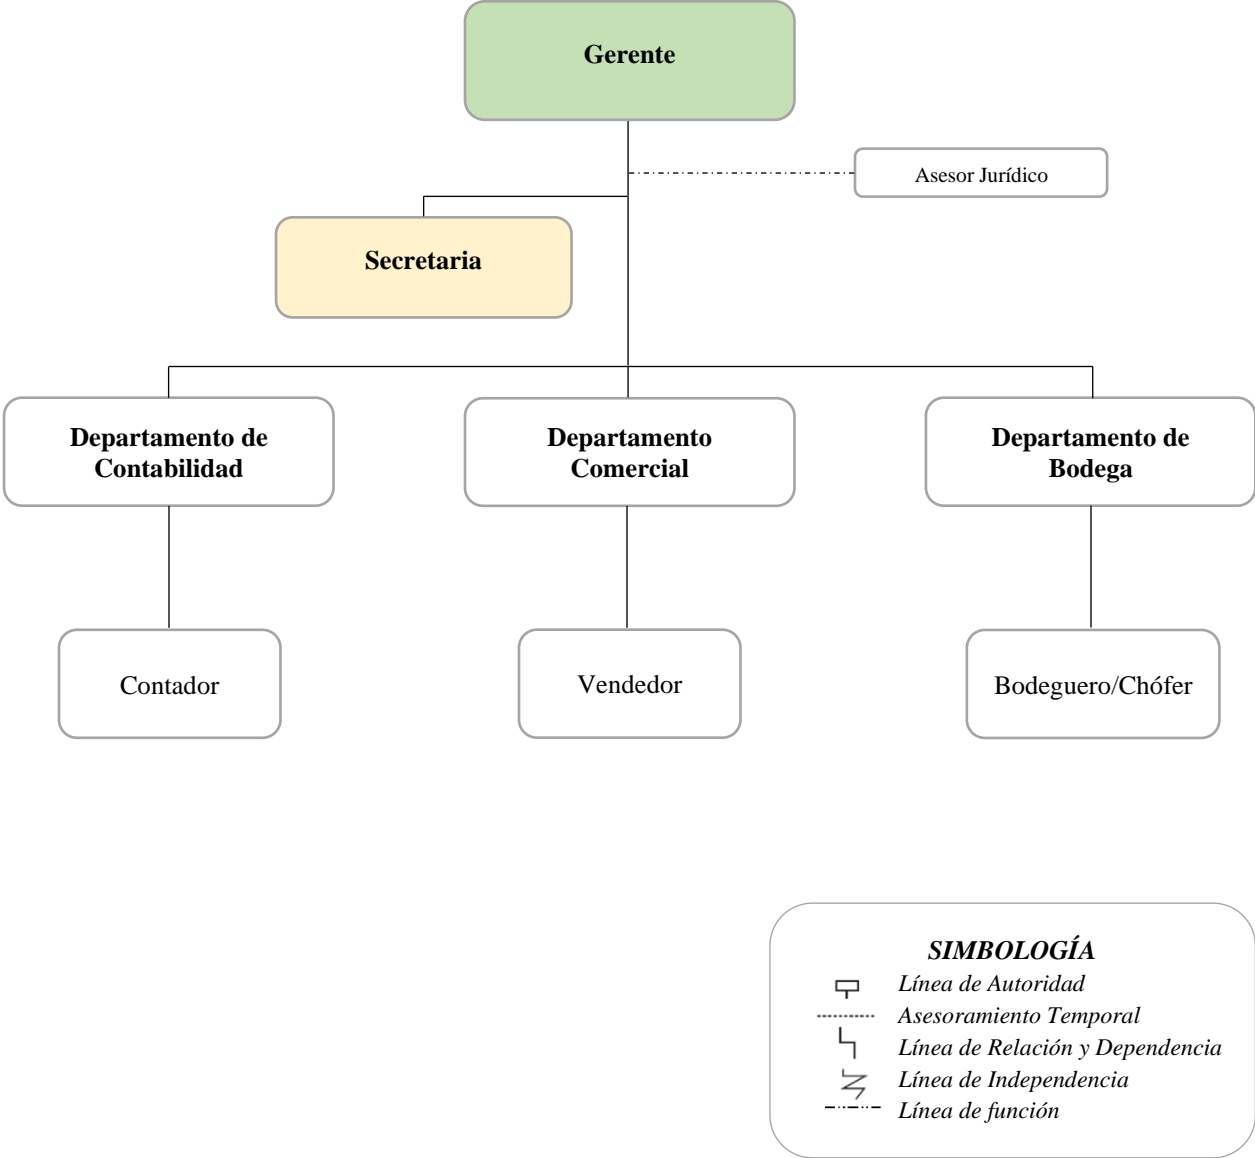 Gerente
Asesor Jurídico
Secretaria
Departamento de
Contabilidad
Departamento
Comercial
Departamento de
Bodega
Contador
Vendedor
Bodeguero/Chófer
SIMBOLOGÍA
Línea de Autoridad
Asesoramiento Temporal
Línea de Relación y Dependencia
Línea de Independencia
Línea de función